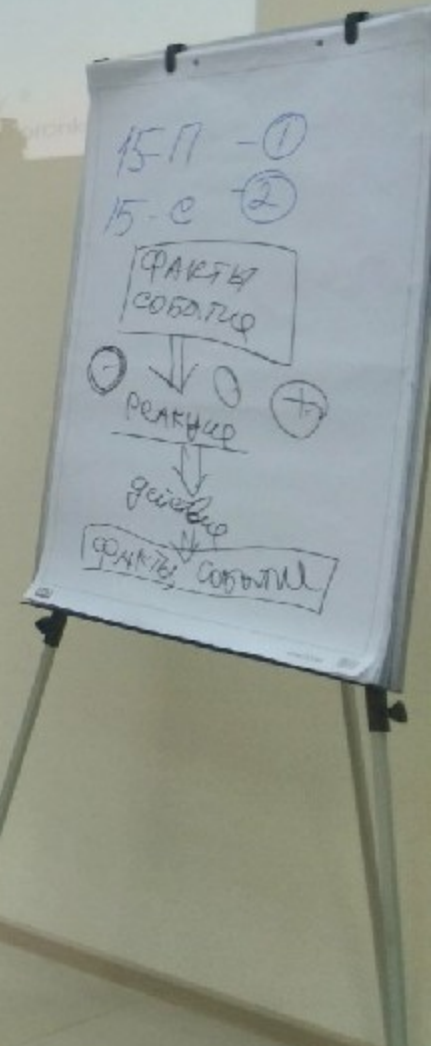 15-П - ①
15-С - ②
ФАКТЫ
СОБЫТИЯ
- 0 +
реакция
действие
факты события